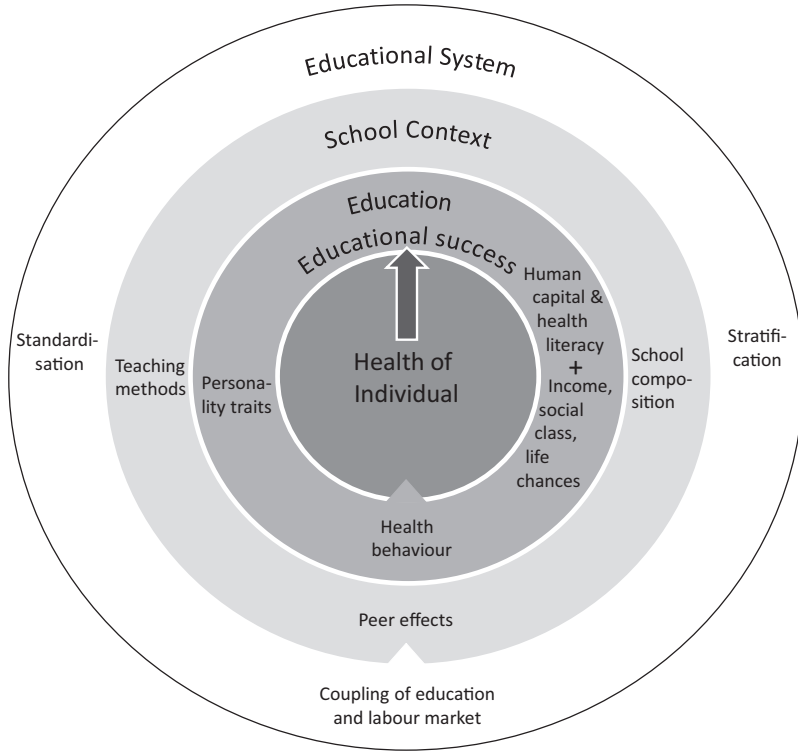 Educational System
School Context
Education
Educational success
Human
capital &
health
literacy
+
Income,
social
class,
life
chances
Standardi-
sation
Teaching
methods
Persona-
lity traits
Health of
Individual
School
compo-
sition
Stratifi-
cation
Health
behaviour
Peer effects
Coupling of education
and labour market